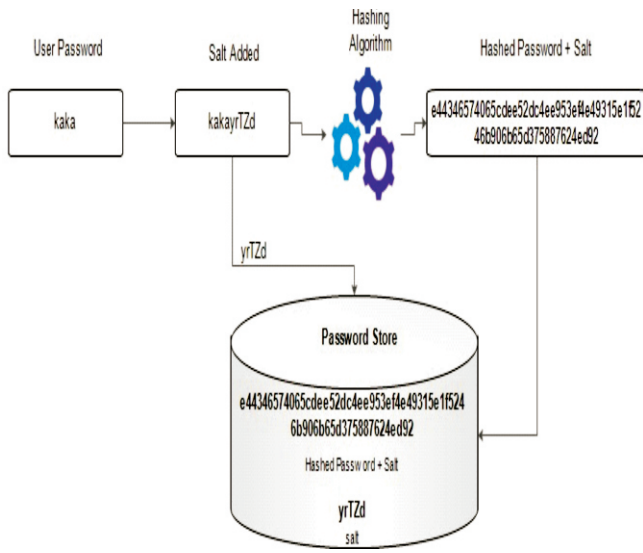 User Password
Salt Added
Hashing
Algorithm
Hashed Password + Salt
kaka
kakayrTZd
e44346574065cdee52dc4ee953ef4e49315e1f52
46b906b65d375887624ed92
yrTZd
Password Store
e44346574065cdee52dc4ee953ef4e49315e1f524
6b906b65d375887624ed92
Hashed Password + Salt
yrTZd
salt